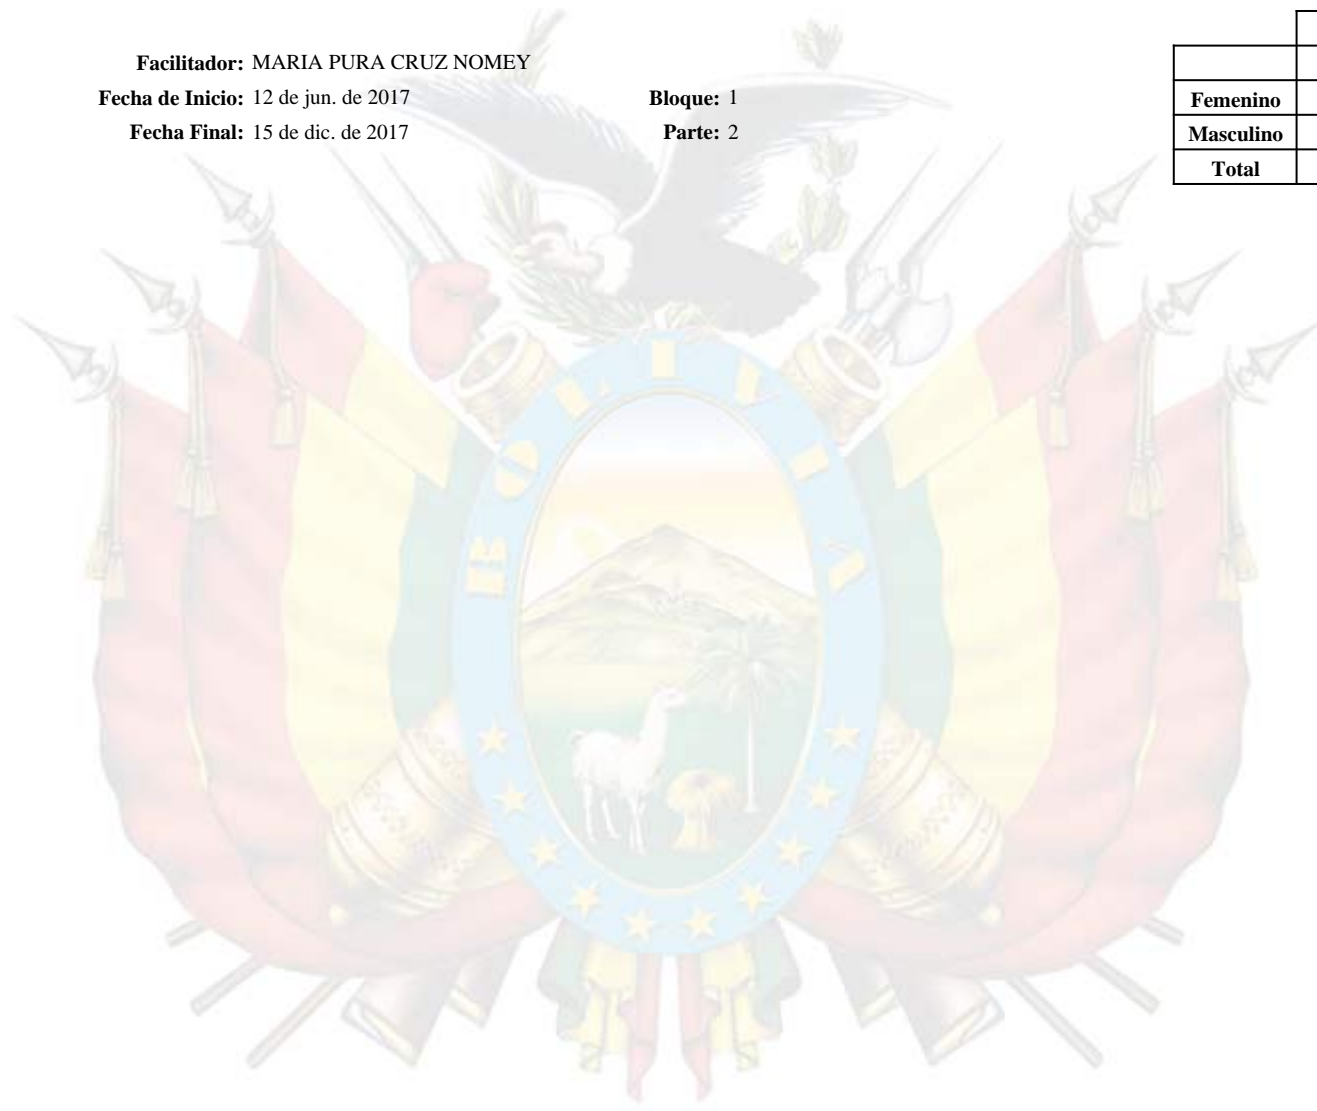 Facilitador: MARIA PURA CRUZ NOMEY
Fecha de Inicio: 12 de jun. de 2017 Bloque: 1
Fecha Final: 15 de dic. de 2017 Parte: 2
Femenino
Masculino
Total
BOLIVIA